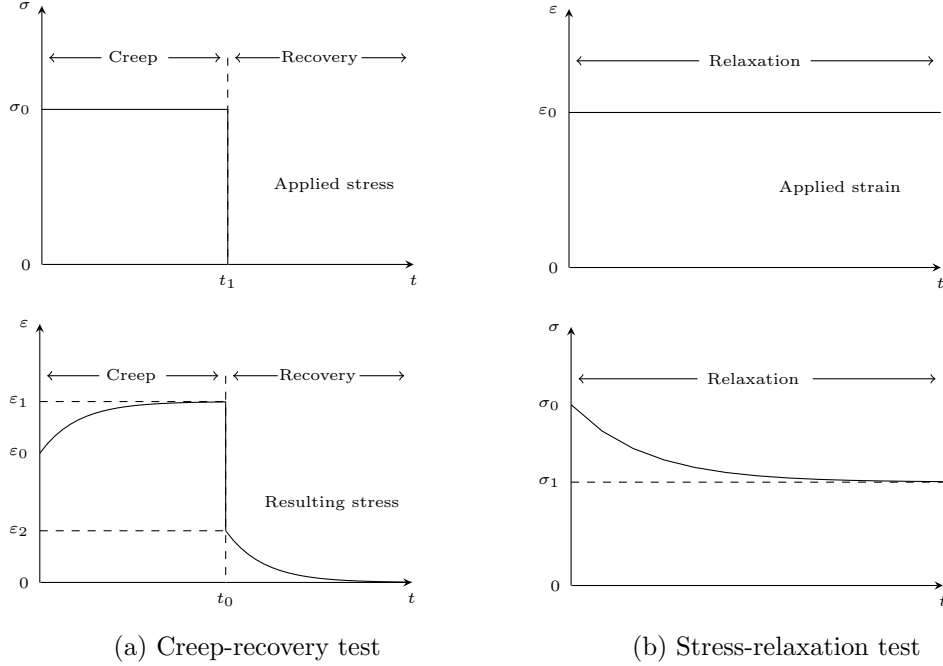 σ
Creep
Recovery
σ0
Applied stress
0
t1
t
ε
Relaxation
ε0
Applied strain
0
t
ε
Creep
Recovery
ε1
ε0
Resulting stress
ε2
0
t0
t
σ
Relaxation
σ0
σ1
0
t
(a) Creep-recovery test
(b) Stress-relaxation test